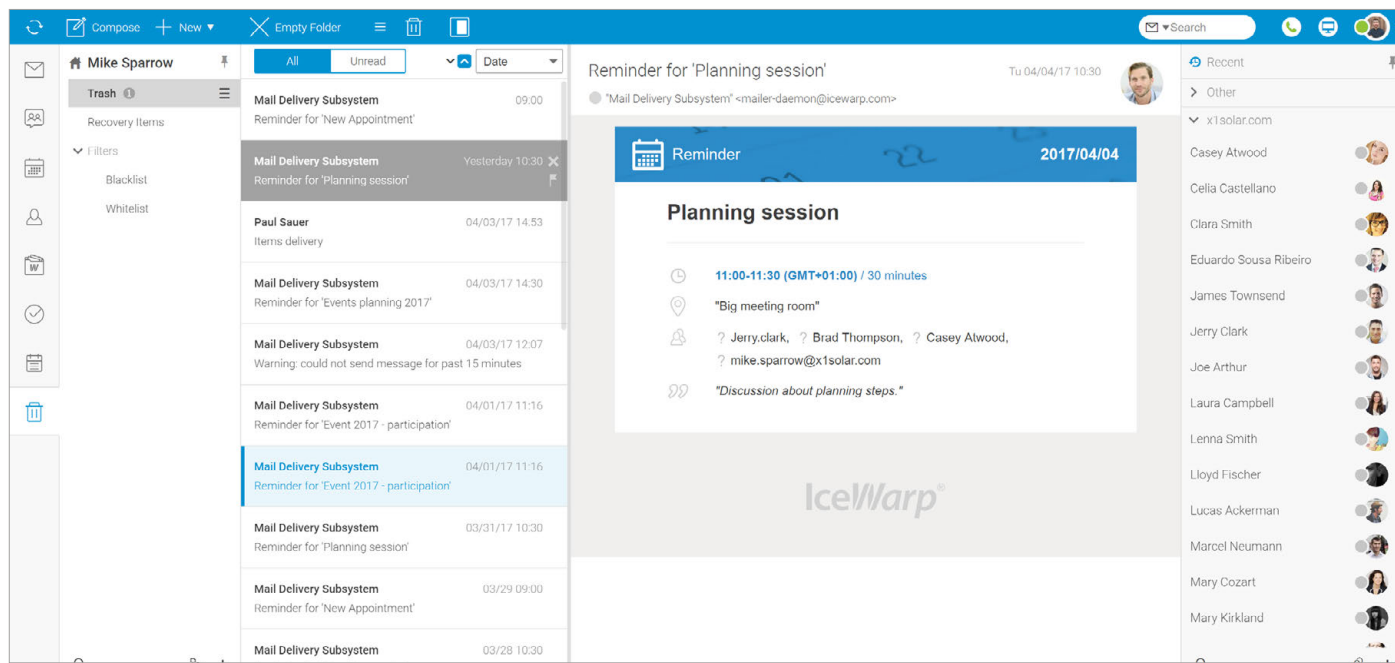 Compose
New
Empty Folder
Search
Mike Sparrow
Trash 1
Recovery Items
Filters
Blacklist
Whitelist
All
Unread
Date
Mail Delivery Subsystem 09:00
Reminder for 'New Appointment'
Mail Delivery Subsystem Yesterday 10:30
Reminder for 'Planning session'
Paul Sauer 04/03/17 14:53
Items delivery
Mail Delivery Subsystem 04/03/17 14:30
Reminder for 'Events planning 2017'
Mail Delivery Subsystem 04/03/17 12:07
Warning: could not send message for past 15 minutes
Mail Delivery Subsystem 04/01/17 11:16
Reminder for 'Event 2017 - participation'
Mail Delivery Subsystem 04/01/17 11:16
Reminder for 'Event 2017 - participation'
Mail Delivery Subsystem 03/31/17 10:30
Reminder for 'Planning session'
Mail Delivery Subsystem 03/29 09:00
Reminder for 'New Appointment'
Mail Delivery Subsystem 03/28 10:30
Reminder for 'Planning session'
Tu 04/04/17 10:30
"Mail Delivery Subsystem" <mailer-daemon@icewarp.com>
Reminder
22
2017/04/04
Planning session
11:00-11:30 (GMT+01:00) / 30 minutes
"Big meeting room"
? Jerry.clark, ? Brad Thompson, ? Casey Atwood,
? mike.sparrow@x1solar.com
"Discussion about planning steps."
IceWarp®
Recent
Other
x1solar.com
Casey Atwood
Celia Castellano
Clara Smith
Eduardo Sousa Ribeiro
James Townsend
Jerry Clark
Joe Arthur
Laura Campbell
Lenna Smith
Lloyd Fischer
Lucas Ackerman
Marcel Neumann
Mary Cozart
Mary Kirkland